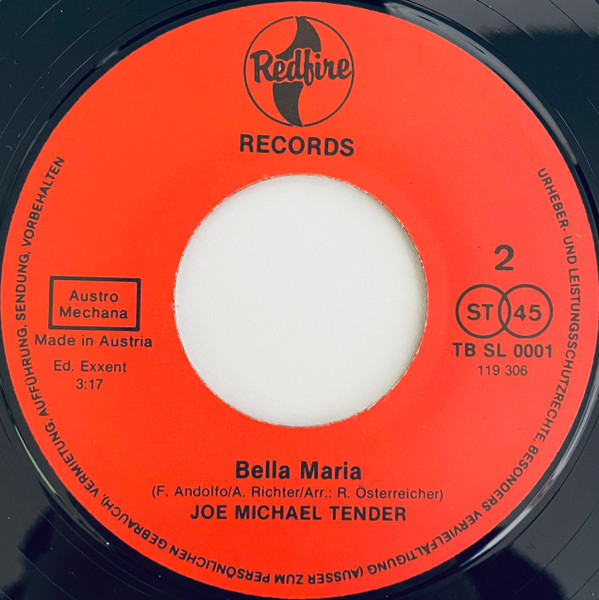 Redfire
RECORDS
URHEBER- UND LEISTUNGSSCHUTZRECHTE, BESONDERS VERVIELFÄLTIGUNG (AUSSER ZUM PERSÖNLICHEN GEBRAUCH), VERMIETUNG, AUFFÜHRUNG, SENDUNG, VORBEHALTEN
Austro
Mechana
Made in Austria
Ed. Exxent
3:17
2
ST 45
TB SL 0001
119 306
Bella Maria
(F. Andolfo/A. Richter/Arr.: R. Österreicher)
JOE MICHAEL TENDER